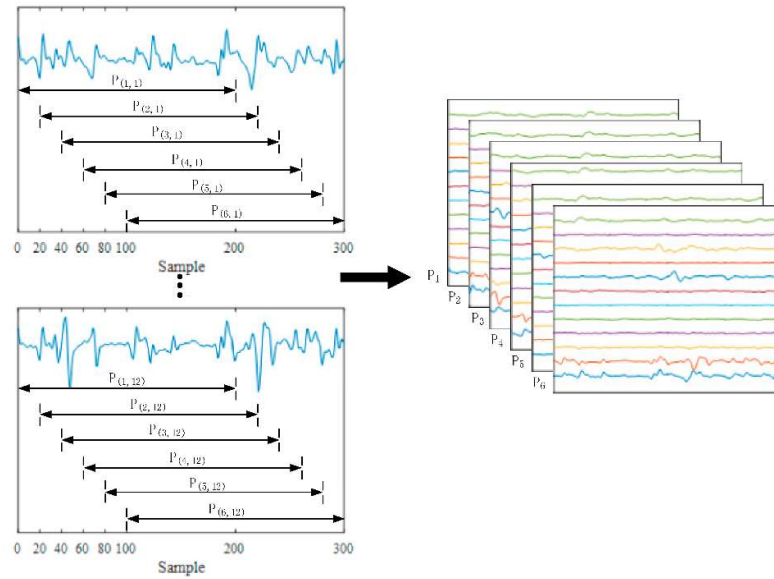 P(1, 1)
P(2, 1)
P(3, 1)
P(4, 1)
P(5, 1)
P(6, 1)
0 20 40 60 80 100 200 300
Sample
P(1, 12)
P(2, 12)
P(3, 12)
P(4, 12)
P(5, 12)
P(6, 12)
0 20 40 60 80 100 200 300
Sample
P1
P2
P3
P4
P5
P6